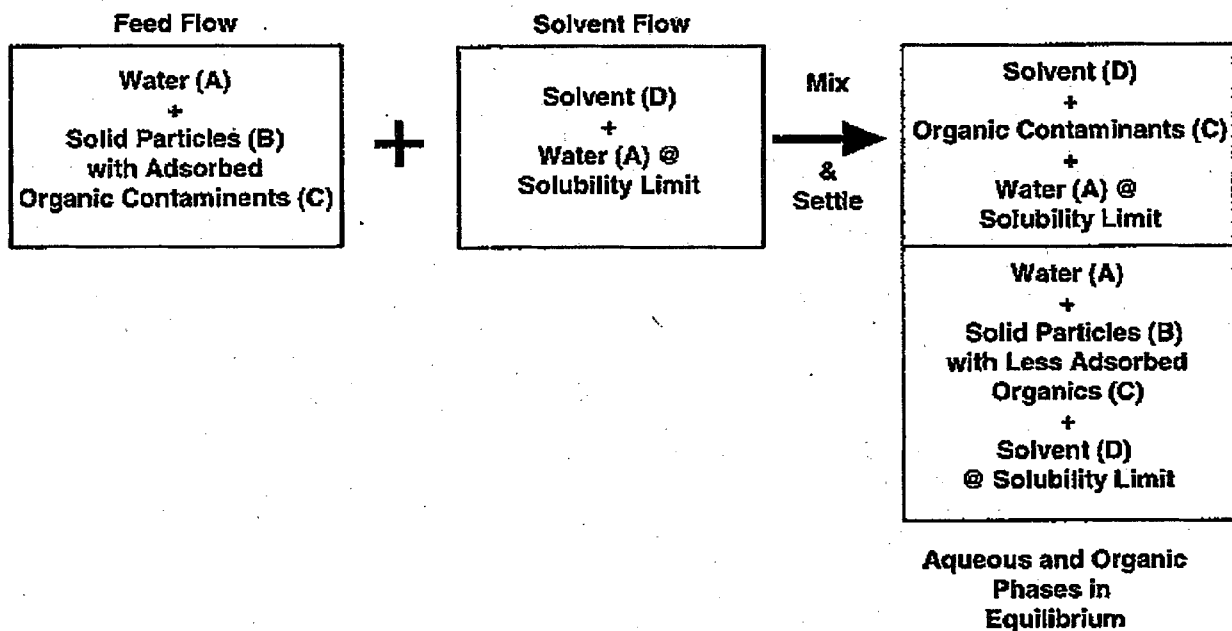 Feed Flow
Water (A)
+
Solid Particles (B)
with Adsorbed
Organic Contaminents (C)
+
Solvent Flow
Solvent (D)
+
Water (A) @
Solubility Limit
Mix
&
Settle
Solvent (D)
+
Organic Contaminants (C)
+
Water (A) @
Solubility Limit
Water (A)
+
Solid Particles (B)
with Less Adsorbed
Organics (C)
+
Solvent (D)
@ Solubility Limit
Aqueous and Organic
Phases in
Equilibrium